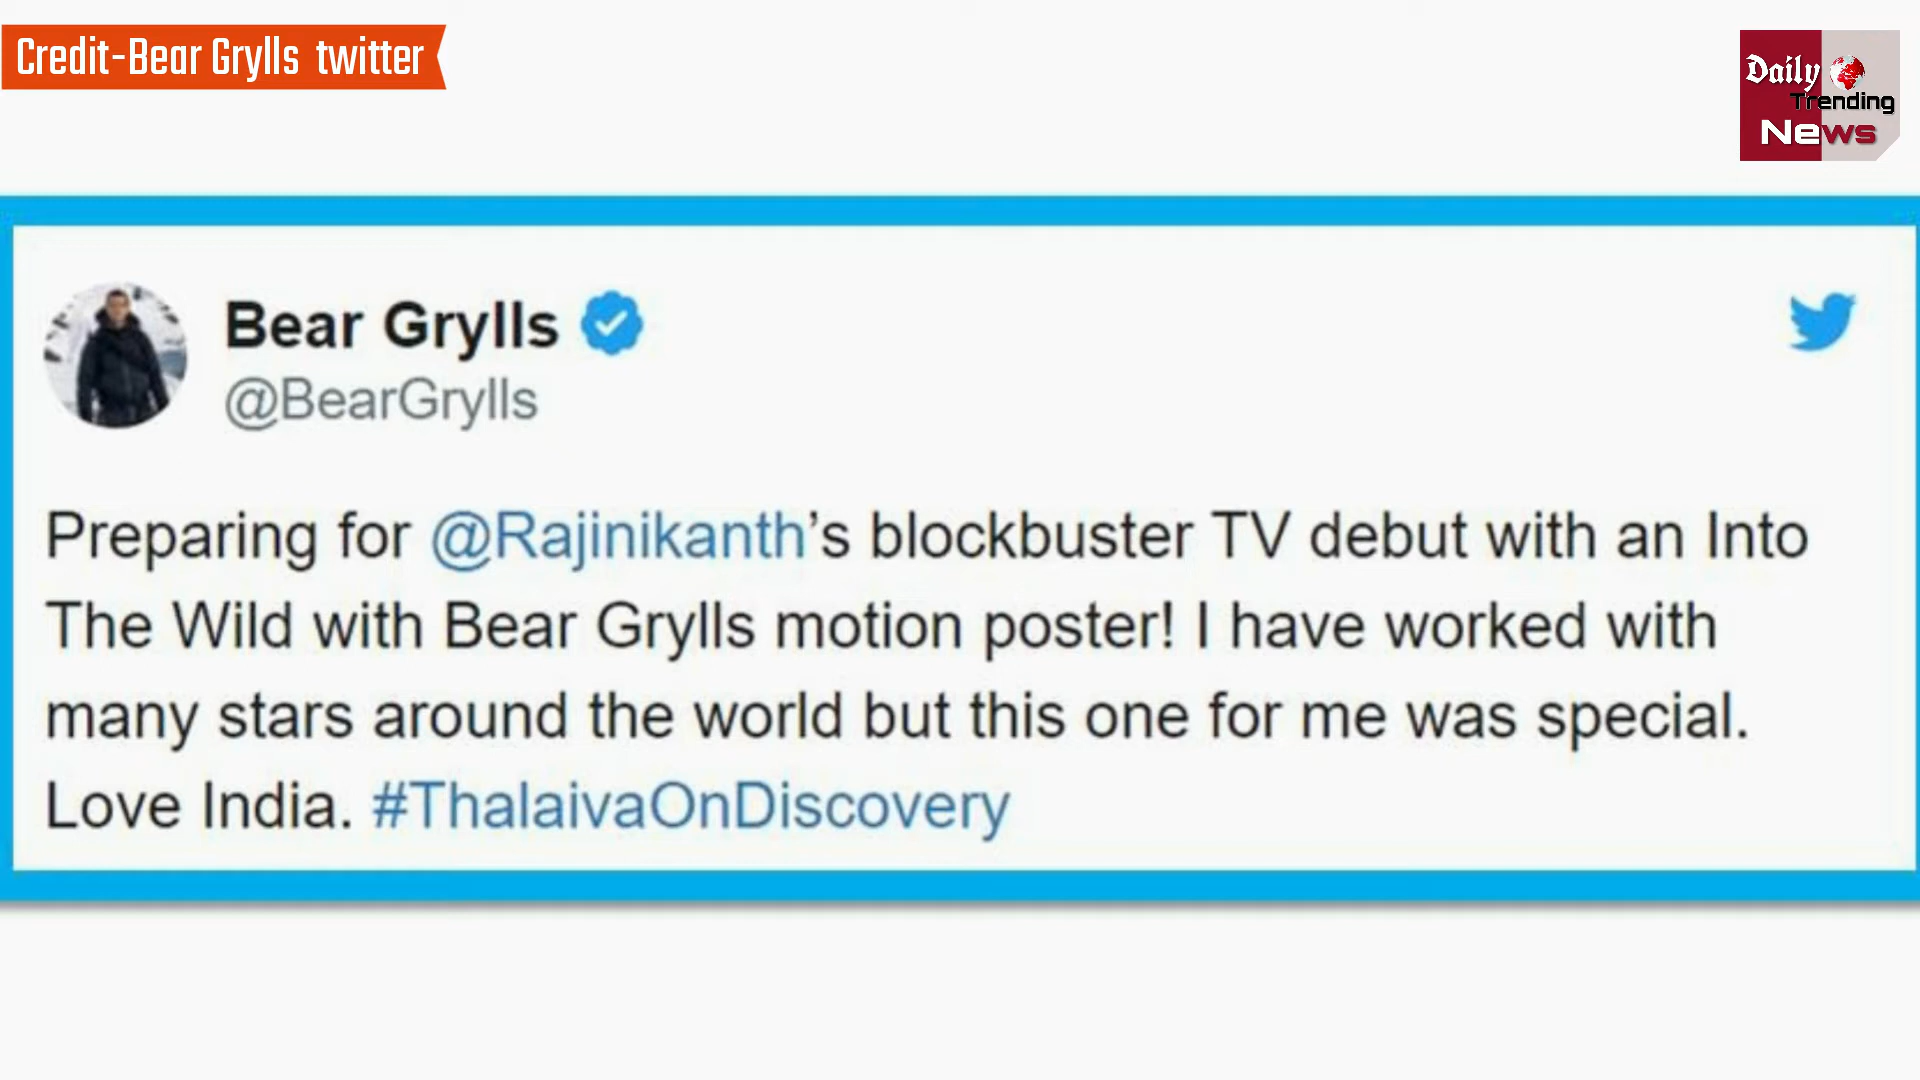 Credit-Bear Grylls twitter
Daily
Trending
News
Bear Grylls
@BearGrylls
Preparing for @Rajinikanth’s blockbuster TV debut with an Into
The Wild with Bear Grylls motion poster! I have worked with
many stars around the world but this one for me was special.
Love India. #ThalaivaOnDiscovery